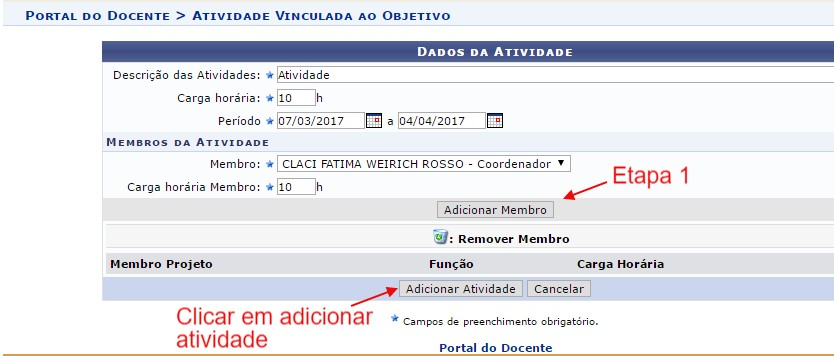 PORTAL DO DOCENTE > ATIVIDADE VINCULADA AO OBJETIVO
DADOS DA ATIVIDADE
Descrição das Atividades: Atividade
Carga horária: 10 h
Período 07/03/2017 a 04/04/2017
MEMBROS DA ATIVIDADE
Membro: CLACI FATIMA WEIRICH ROSSO - Coordenador
Etapa 1
Carga horária Membro: 10 h
Adicionar Membro
: Remover Membro
Membro Projeto Função Carga Horária
Adicionar Atividade Cancelar
Clicar em adicionar
atividade
Campos de preenchimento obrigatório.
Portal do Docente